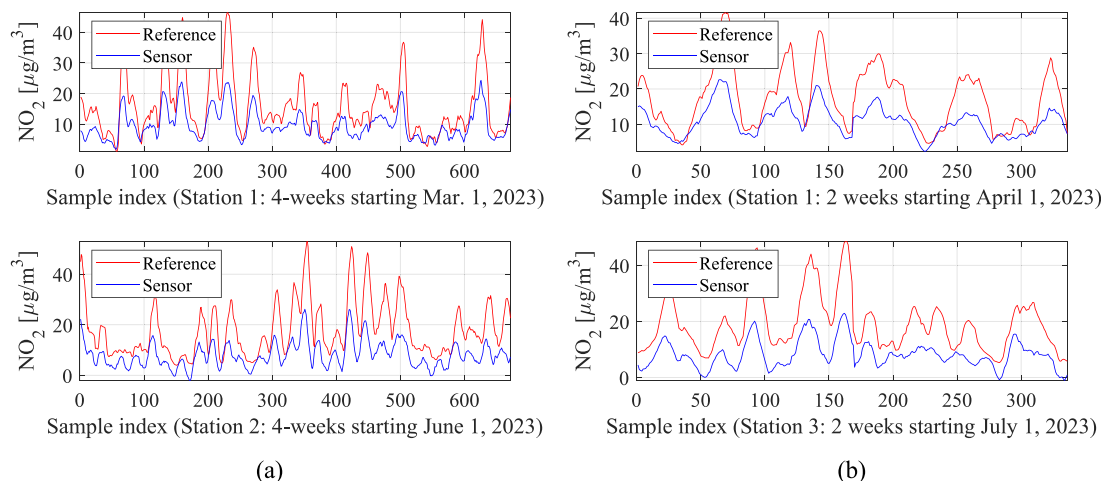 NO2 [μg/m3]
40
30
20
10
Reference
Sensor
0 100 200 300 400 500 600
Sample index (Station 1: 4-weeks starting Mar. 1, 2023)
NO2 [μg/m3]
40
30
20
10
Reference
Sensor
0 50 100 150 200 250 300
Sample index (Station 1: 2 weeks starting April 1, 2023)
NO2 [μg/m3]
40
20
0
Reference
Sensor
0 100 200 300 400 500 600
Sample index (Station 2: 4-weeks starting June 1, 2023)
NO2 [μg/m3]
40
20
0
Reference
Sensor
0 50 100 150 200 250 300
Sample index (Station 3: 2 weeks starting July 1, 2023)
(a) (b)